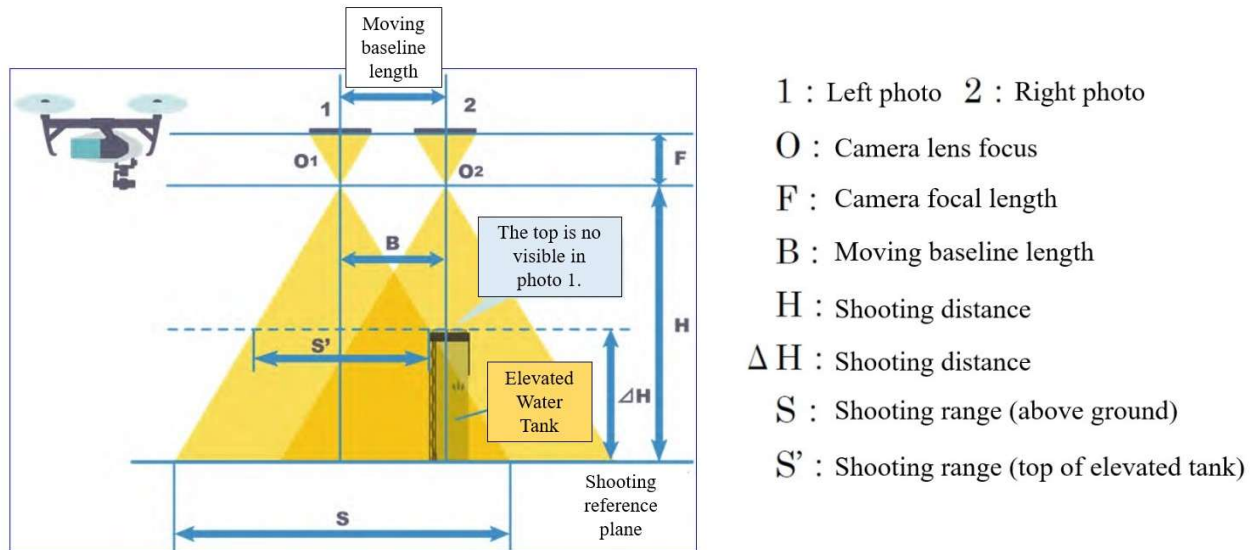 Moving
baseline
length
1
2
O1
O2
F
B
The top is no
visible in
photo 1.
H
S'
Elevated
Water
Tank
⊿H
Shooting
reference
plane
S
1 : Left photo 2 : Right photo
O : Camera lens focus
F : Camera focal length
B : Moving baseline length
H : Shooting distance
Δ H : Shooting distance
S : Shooting range (above ground)
S’ : Shooting range (top of elevated tank)